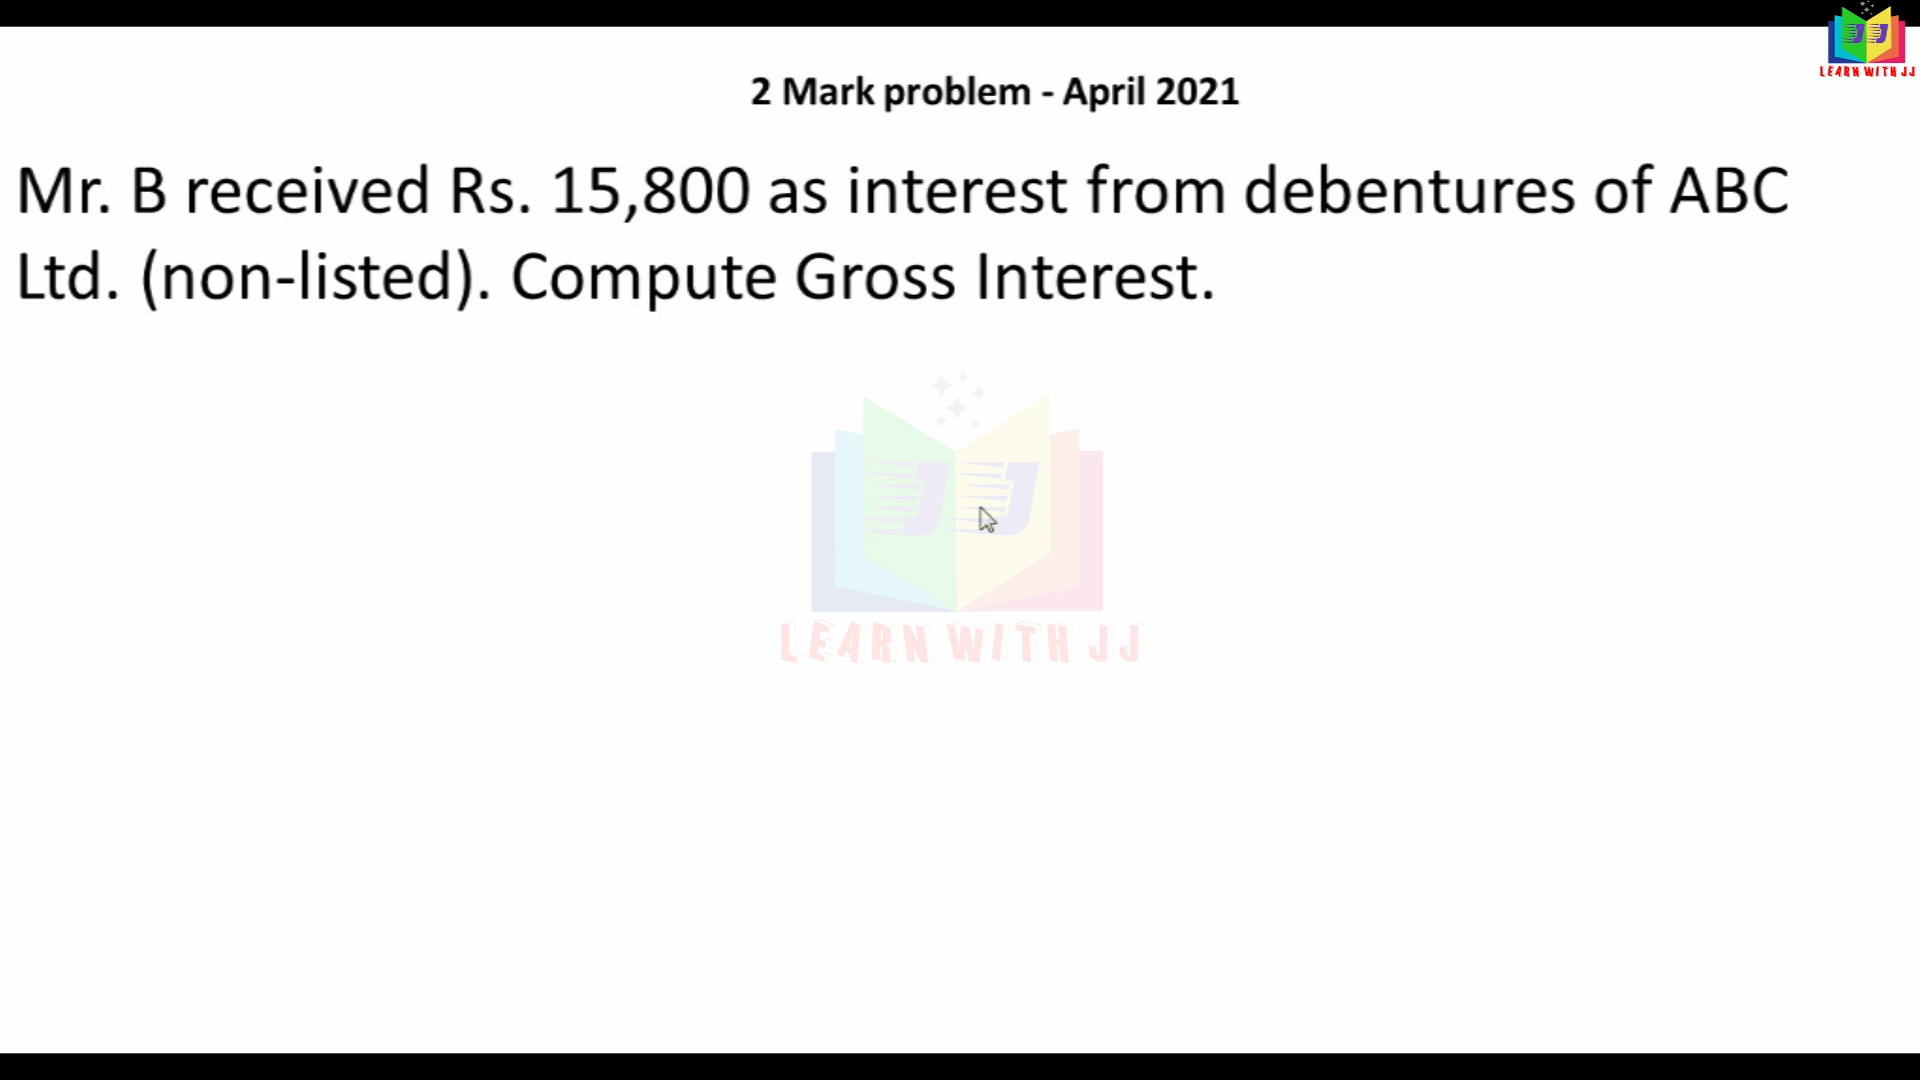 LEARN WITH JJ
2 Mark problem - April 2021
Mr. B received Rs. 15,800 as interest from debentures of ABC
Ltd. (non-listed). Compute Gross Interest.
JJ
LEARN WITH JJ